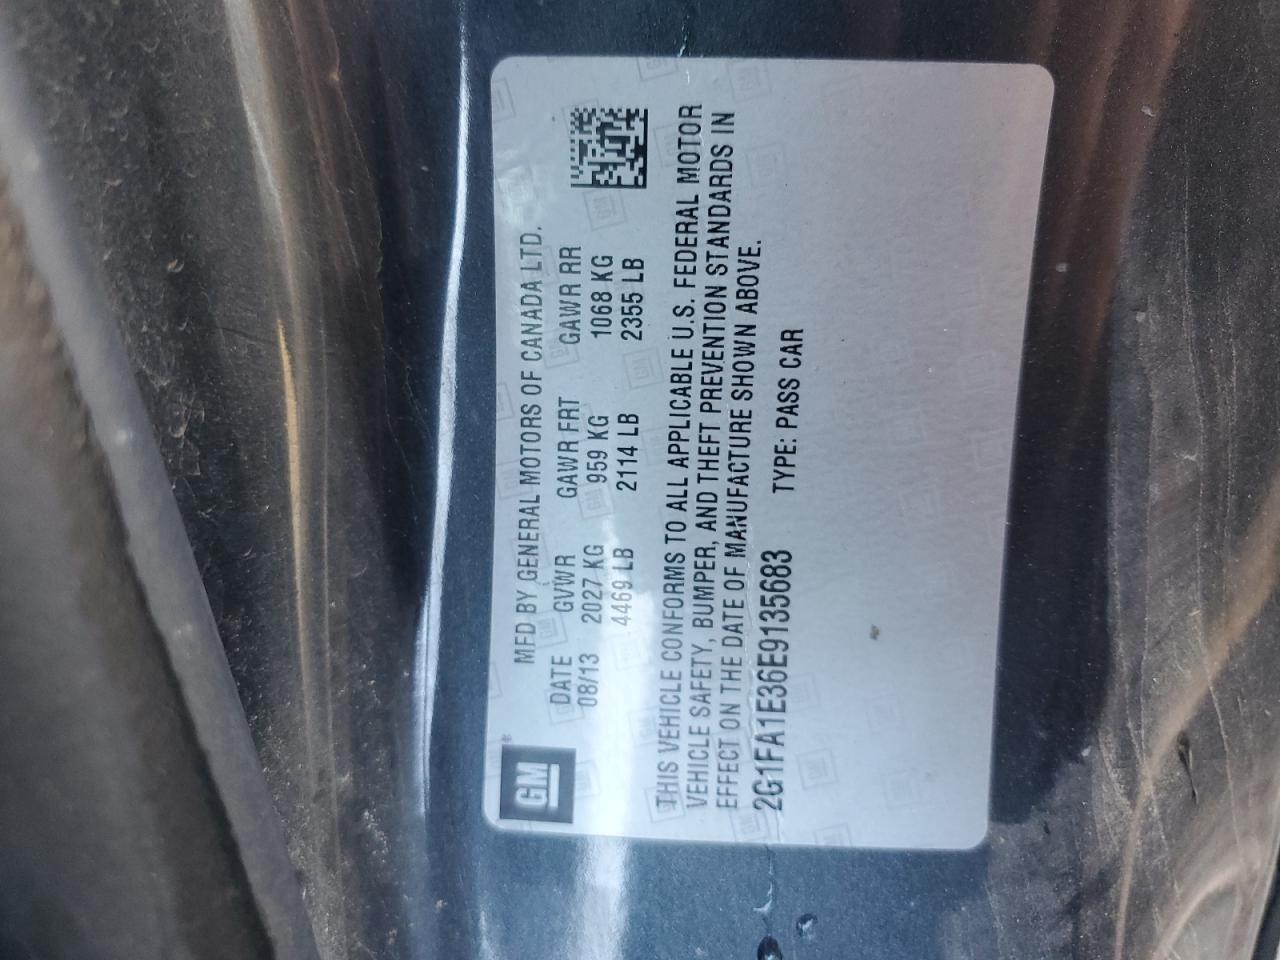 GM
MFD BY GENERAL MOTORS OF CANADA LTD.
DATE GVWR GAWR FRT GAWR RR
08/13 2027 KG 959 KG 1068 KG
4469 LB 2114 LB 2355 LB
THIS VEHICLE CONFORMS TO ALL APPLICABLE U.S. FEDERAL MOTOR
VEHICLE SAFETY, BUMPER, AND THEFT PREVENTION STANDARDS IN
EFFECT ON THE DATE OF MANUFACTURE SHOWN ABOVE.
2G1FA1E36E9135683 TYPE: PASS CAR